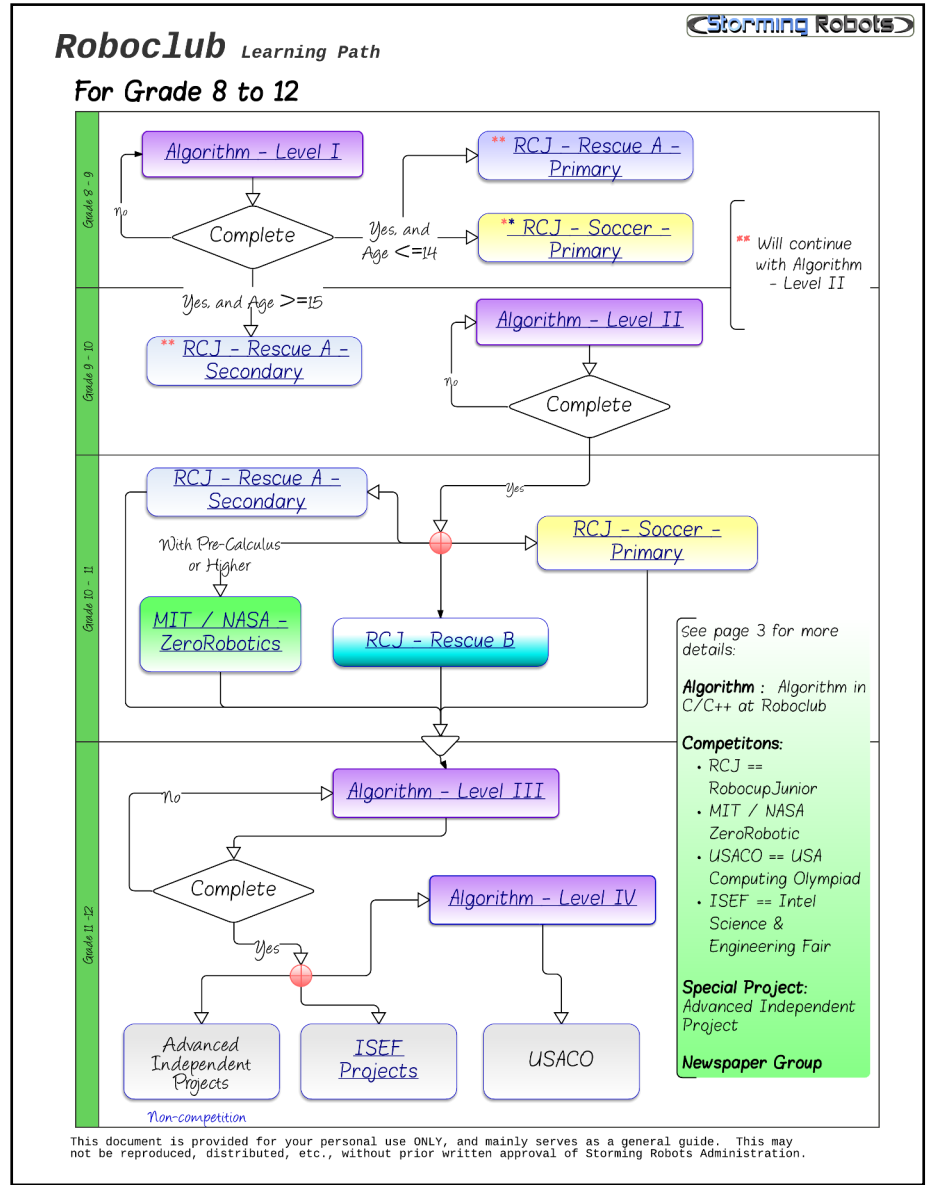 Storming Robots
Roboclub Learning Path
For Grade 8 to 12
Grade 8 - 9
Algorithm - Level I
no
Complete
Yes, and
Age <=14
** RCJ - Rescue A -
Primary
** RCJ - Soccer -
Primary
** Will continue
with Algorithm
- Level II
Yes, and Age >=15
Grade 9 - 10
** RCJ - Rescue A -
Secondary
Algorithm - Level II
no
Complete
Yes
Grade 10 - 11
RCJ - Rescue A -
Secondary
With Pre-Calculus
or Higher
RCJ - Soccer -
Primary
MIT / NASA -
ZeroRobotics
RCJ - Rescue B
See page 3 for more
details:
Algorithm : Algorithm in
C/C++ at Roboclub
Competitons:
• RCJ ==
RobocupJunior
• MIT / NASA
ZeroRobotic
• USACO == USA
Computing Olympiad
• ISEF == Intel
Science &
Engineering Fair
Special Project:
Advanced Independent
Project
Newspaper Group
Grade 11 -12
Algorithm - Level III
No
Complete
Yes
Algorithm - Level IV
Advanced
Independent
Projects
ISEF
Projects
USACO
Non-competition
This document is provided for your personal use ONLY, and mainly serves as a general guide. This may
not be reproduced, distributed, etc., without prior written approval of Storming Robots Administration.